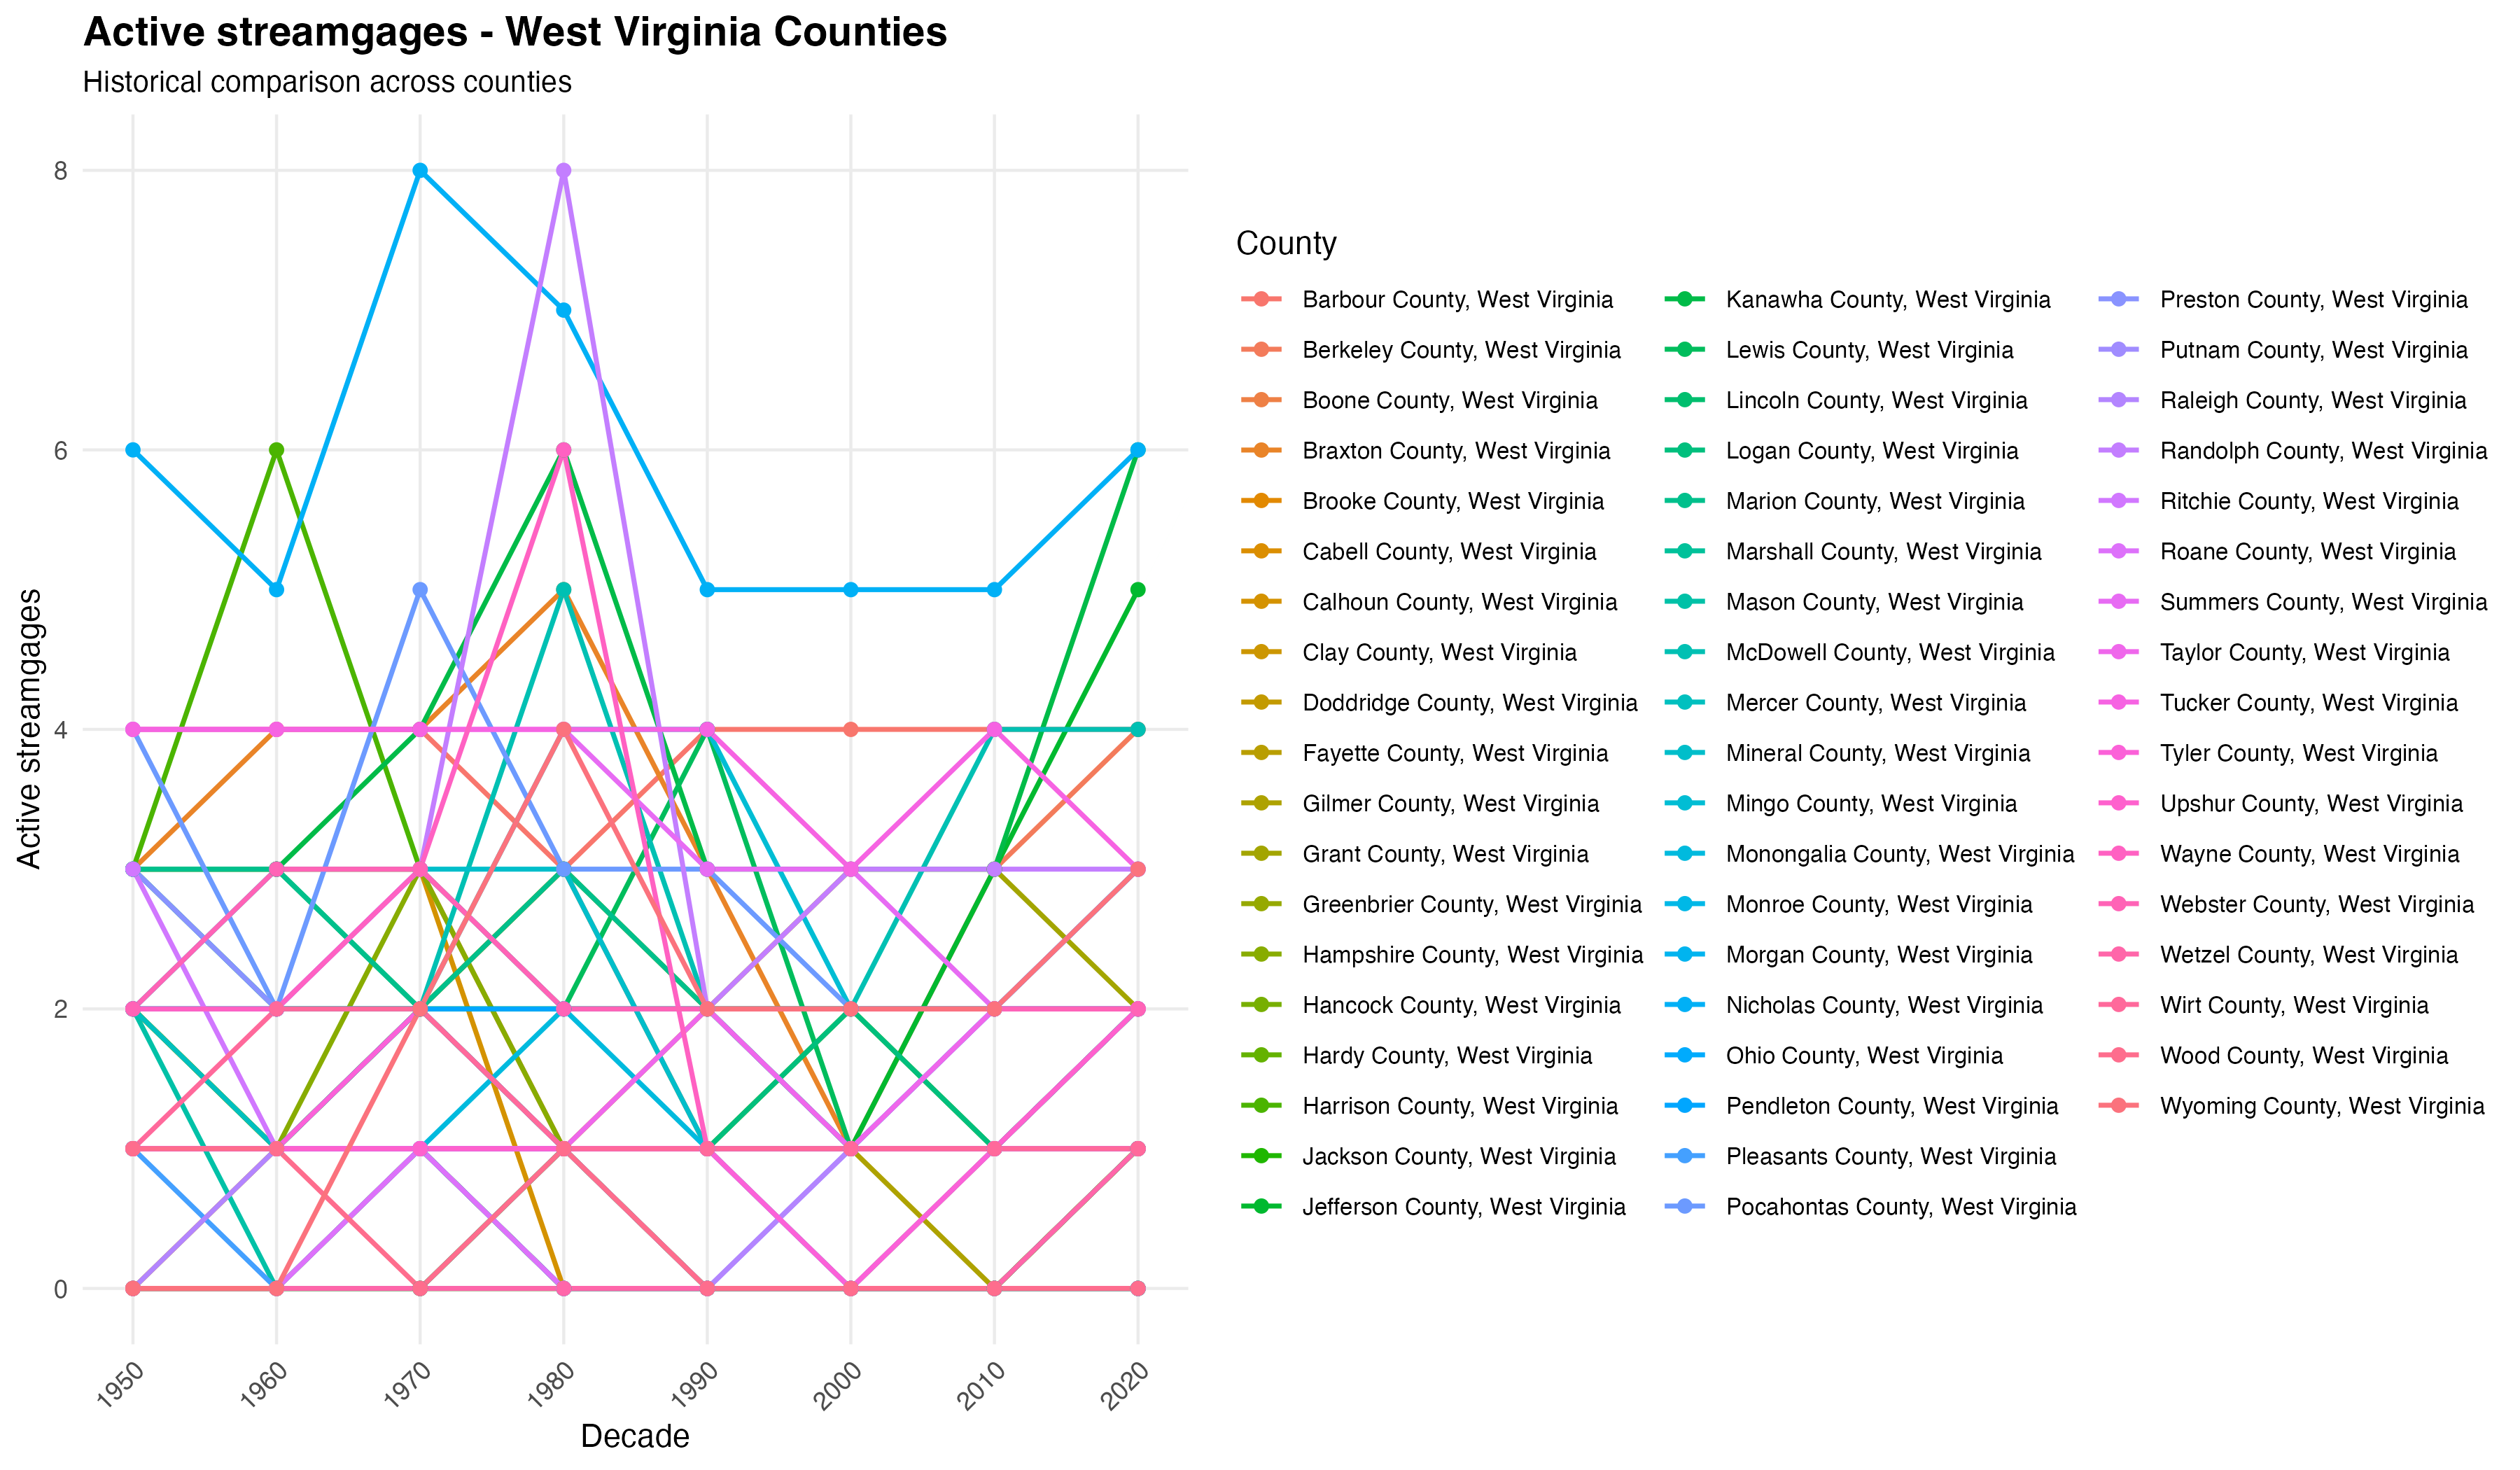 Active streamgages - West Virginia Counties
Historical comparison across counties
Active streamgages
8
6
4
2
0
1950
1960
1970
1980
1990
2000
2010
2020
Decade
County
Barbour County, West Virginia
Berkeley County, West Virginia
Boone County, West Virginia
Braxton County, West Virginia
Brooke County, West Virginia
Cabell County, West Virginia
Calhoun County, West Virginia
Clay County, West Virginia
Doddridge County, West Virginia
Fayette County, West Virginia
Gilmer County, West Virginia
Grant County, West Virginia
Greenbrier County, West Virginia
Hampshire County, West Virginia
Hancock County, West Virginia
Hardy County, West Virginia
Harrison County, West Virginia
Jackson County, West Virginia
Jefferson County, West Virginia
Kanawha County, West Virginia
Lewis County, West Virginia
Lincoln County, West Virginia
Logan County, West Virginia
Marion County, West Virginia
Marshall County, West Virginia
Mason County, West Virginia
McDowell County, West Virginia
Mercer County, West Virginia
Mineral County, West Virginia
Mingo County, West Virginia
Monongalia County, West Virginia
Monroe County, West Virginia
Morgan County, West Virginia
Nicholas County, West Virginia
Ohio County, West Virginia
Pendleton County, West Virginia
Pleasants County, West Virginia
Pocahontas County, West Virginia
Preston County, West Virginia
Putnam County, West Virginia
Raleigh County, West Virginia
Randolph County, West Virginia
Ritchie County, West Virginia
Roane County, West Virginia
Summers County, West Virginia
Taylor County, West Virginia
Tucker County, West Virginia
Tyler County, West Virginia
Upshur County, West Virginia
Wayne County, West Virginia
Webster County, West Virginia
Wetzel County, West Virginia
Wirt County, West Virginia
Wood County, West Virginia
Wyoming County, West Virginia